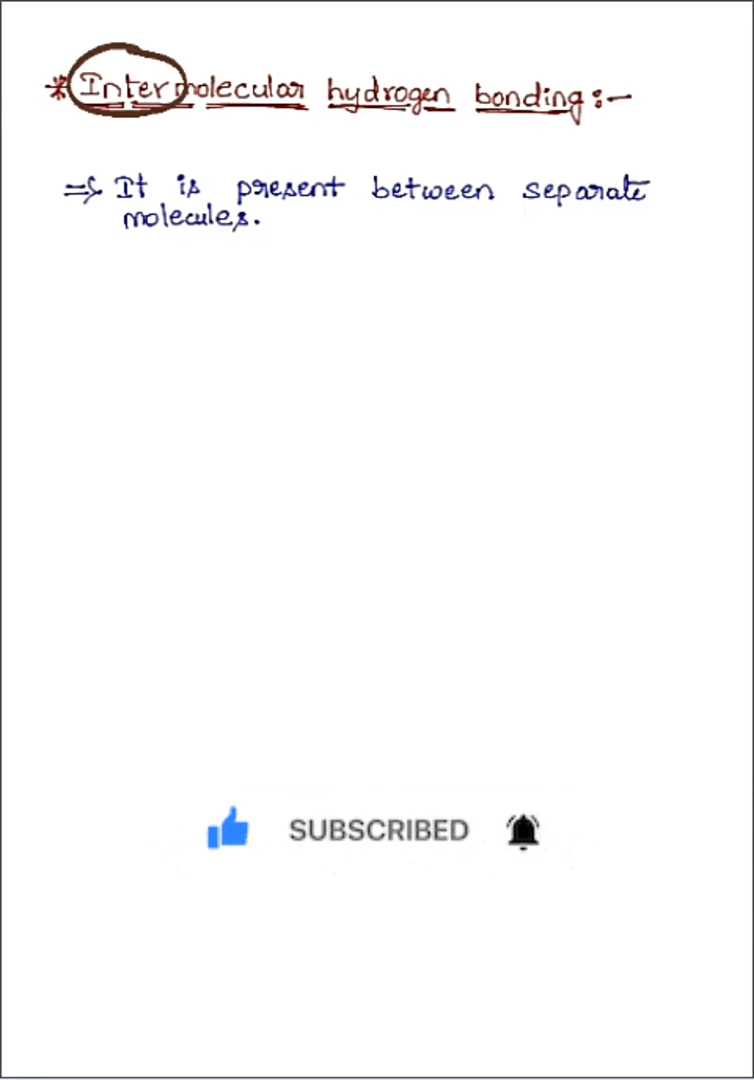 * Intermolecular hydrogen bonding :-
⇒ It is present between separate
molecules.
SUBSCRIBED